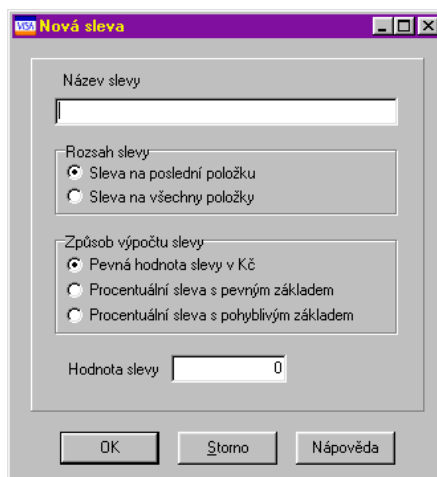 VISA Nová sleva
Název slevy
Rozsah slevy
Sleva na poslední položku
Sleva na všechny položky
Způsob výpočtu slevy
Pevná hodnota slevy v Kč
Procentuální sleva s pevným základem
Procentuální sleva s pohyblivým základem
Hodnota slevy 0
OK Storno Nápověda